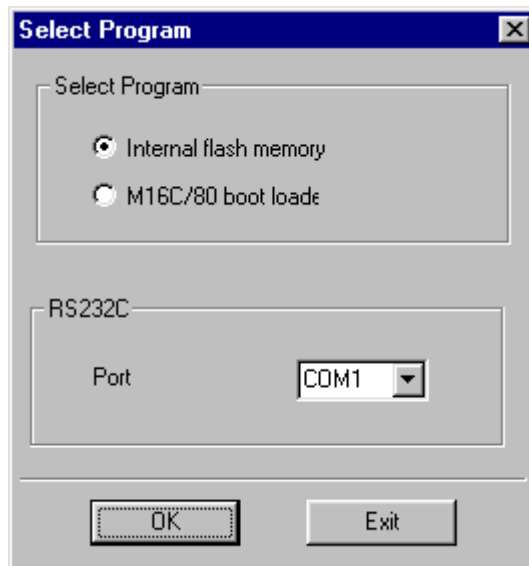 Select Program
Select Program
Internal flash memory
M16C/80 boot loade
RS232C
Port COM1
OK Exit